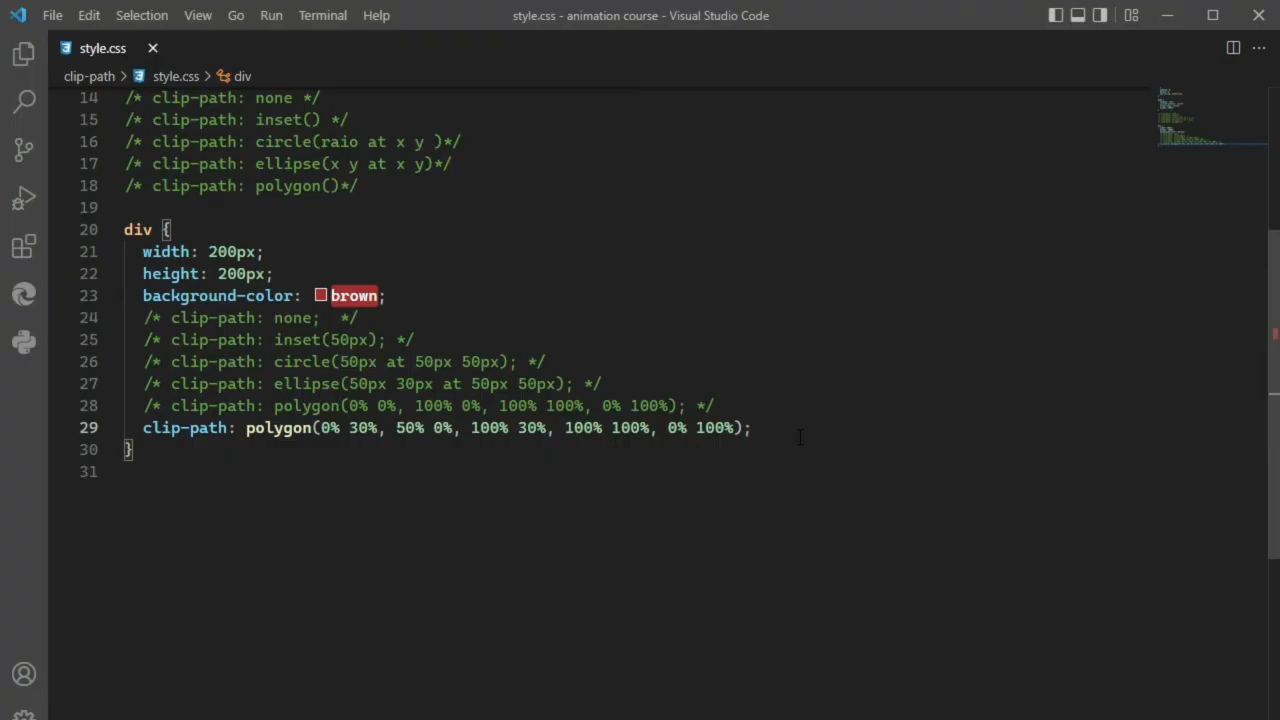 File Edit Selection View Go Run Terminal Help style.css - animation course - Visual Studio Code
style.css
clip-path > style.css > div
14 /* clip-path: none */
15 /* clip-path: inset() */
16 /* clip-path: circle(raio at x y )*/
17 /* clip-path: ellipse(x y at x y)*/
18 /* clip-path: polygon()*/
19
20 div {
21 width: 200px;
22 height: 200px;
23 background-color: brown;
24 /* clip-path: none;  */
25 /* clip-path: inset(50px); */
26 /* clip-path: circle(50px at 50px 50px); */
27 /* clip-path: ellipse(50px 30px at 50px 50px); */
28 /* clip-path: polygon(0% 0%, 100% 0%, 100% 100%, 0% 100%); */
29 clip-path: polygon(0% 30%, 50% 0%, 100% 30%, 100% 100%, 0% 100%);
30 }
31